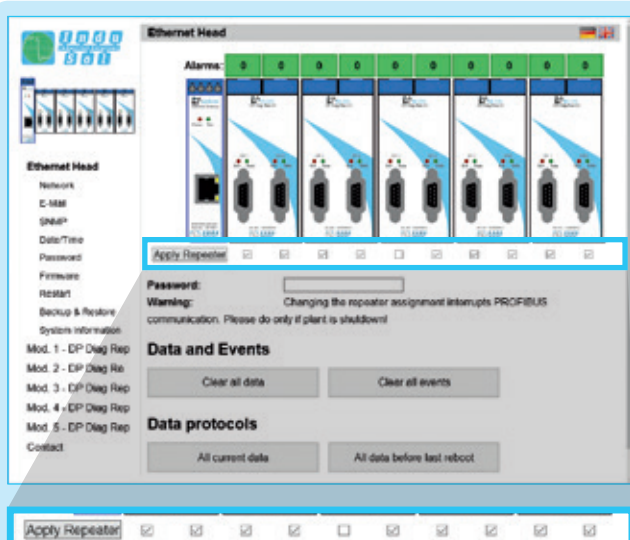 Indu
Sol
Ethernet Head
Alarms: 0 0 0 0 0 0 0 0 0 0
Ethernet Head
Network
E-Mail
SNMP
Date/Time
Password
Firmware
Restart
Backup & Restore
System Information
Mod. 1 - DP Diag Rep
Mod. 2 - DP Diag Re
Mod. 3 - DP Diag Rep
Mod. 4 - DP Diag Rep
Mod. 5 - DP Diag Rep
Contact
Apply Repeater
Password:
Warning: Changing the repeater assignment interrupts PROFIBUS
communication. Please do only if plant is shutdown!
Data and Events
Clear all data Clear all events
Data protocols
All current data All data before last reboot
Apply Repeater